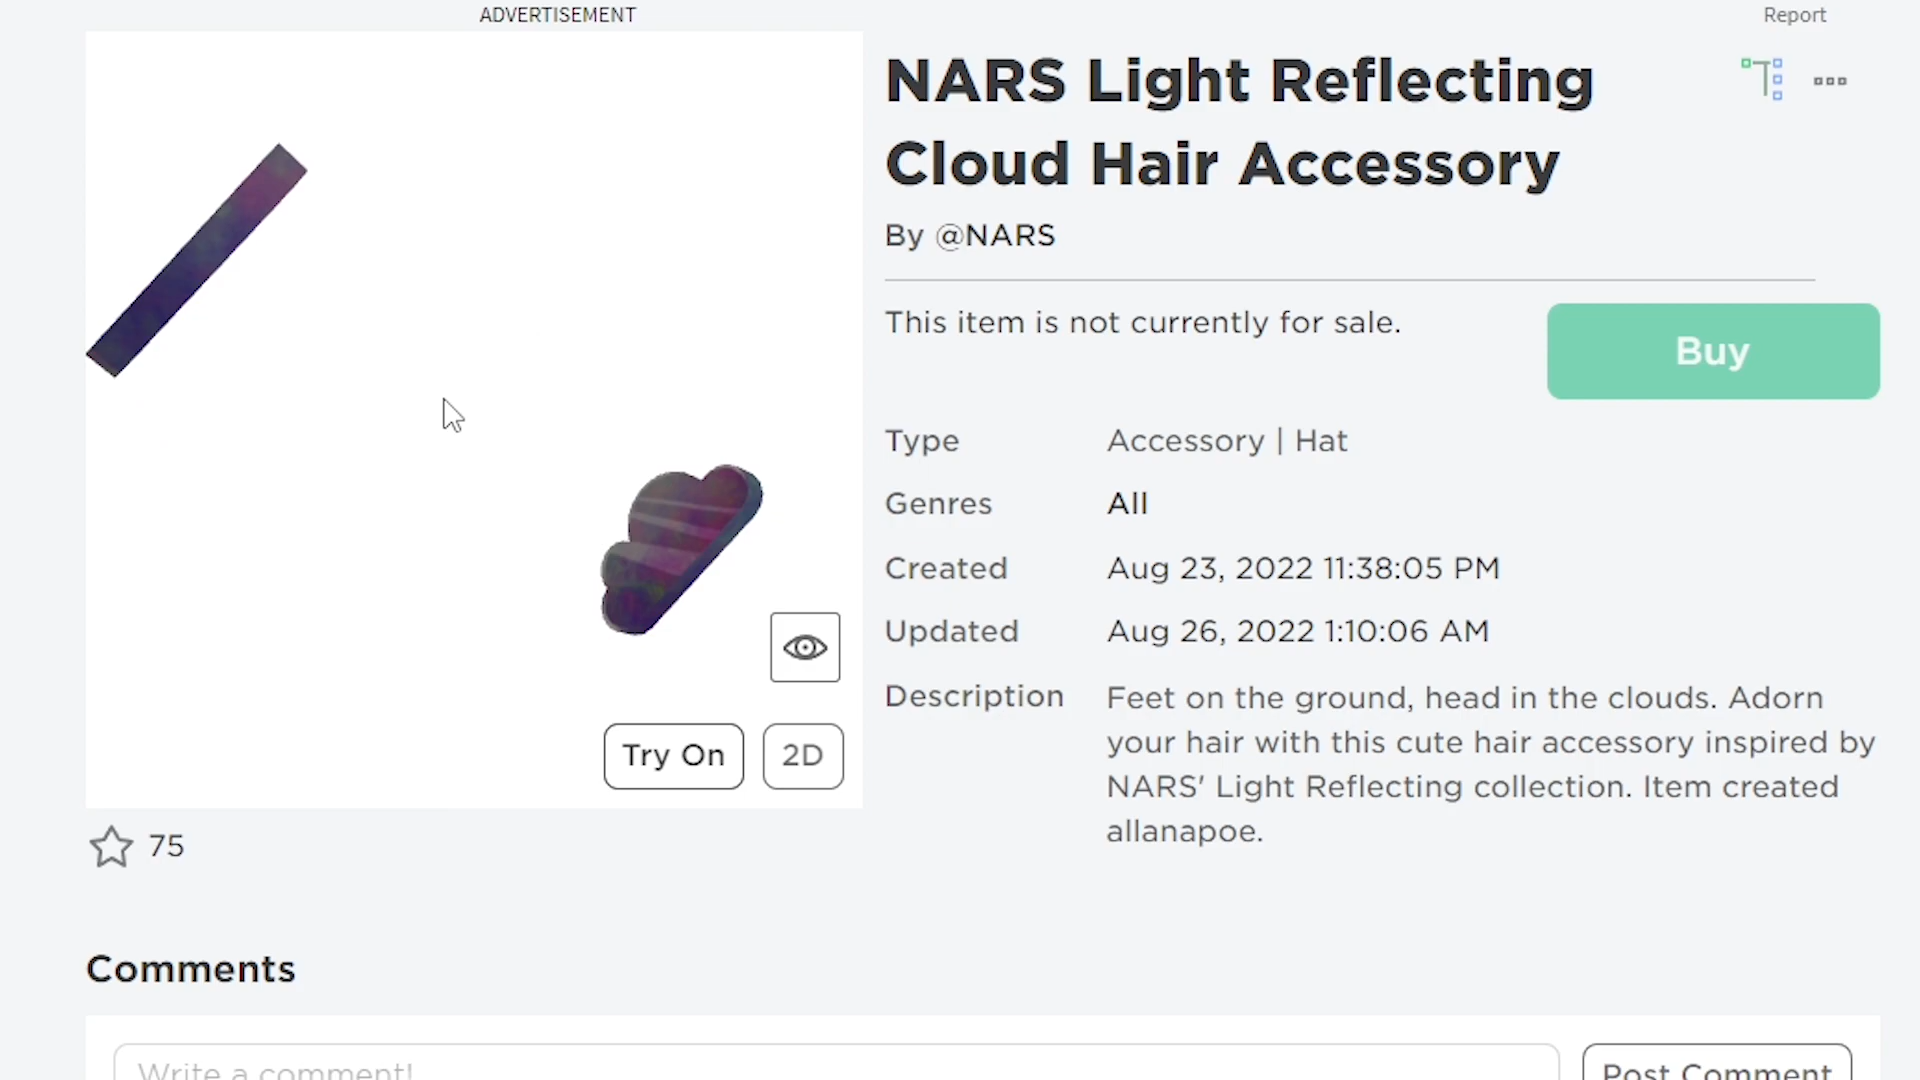 ADVERTISEMENT
Report
NARS Light Reflecting
Cloud Hair Accessory
By @NARS
This item is not currently for sale.
Buy
Type Accessory | Hat
Genres All
Created Aug 23, 2022 11:38:05 PM
Updated Aug 26, 2022 1:10:06 AM
Description Feet on the ground, head in the clouds. Adorn
your hair with this cute hair accessory inspired by
NARS' Light Reflecting collection. Item created
allanapoe.
Try On 2D
75
Comments
Write a comment!
Post Comment